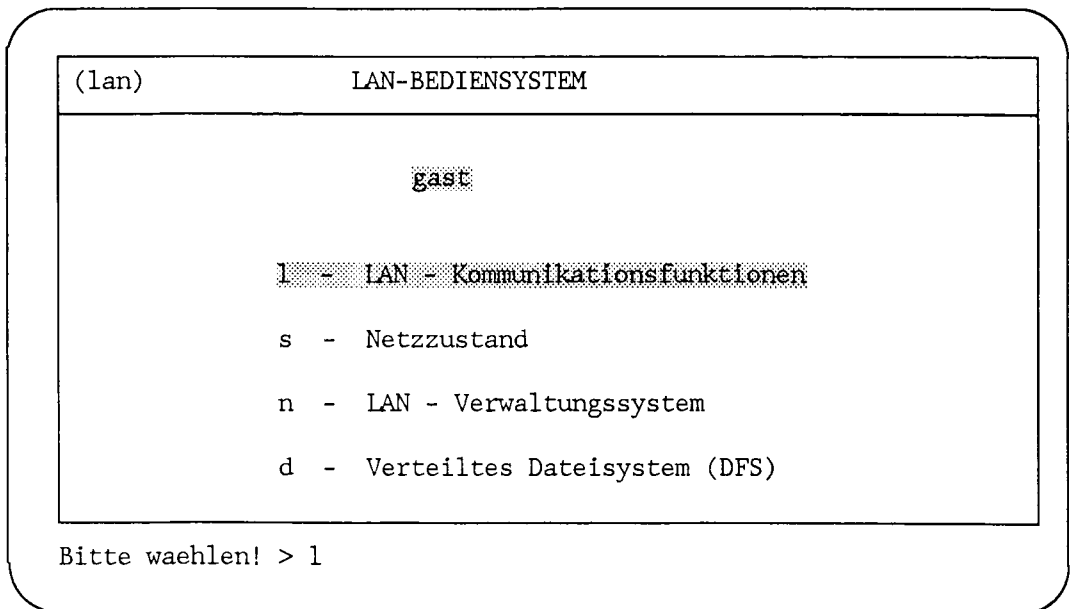 (lan) LAN-BEDIENSYSTEM
gast
l - LAN - Kommunikationsfunktionen
s - Netzzustand
n - LAN - Verwaltungssystem
d - Verteiltes Dateisystem (DFS)
Bitte waehlen! > l